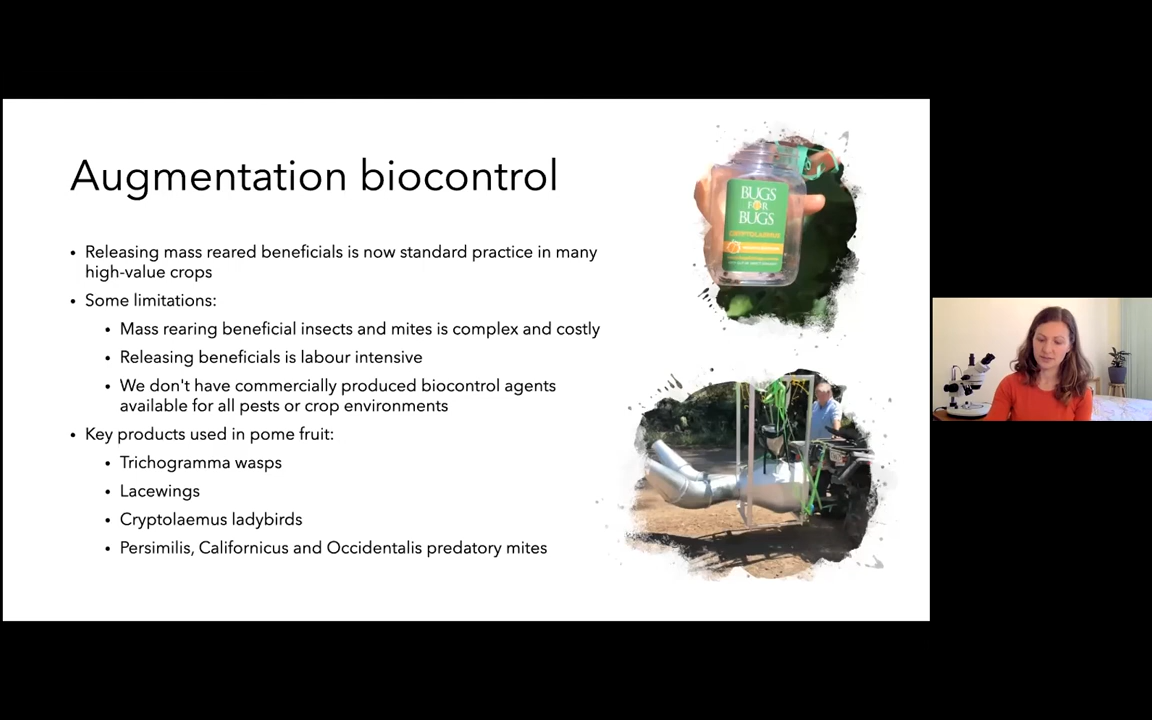 Augmentation biocontrol
• Releasing mass reared beneficials is now standard practice in many
high-value crops
• Some limitations:
• Mass rearing beneficial insects and mites is complex and costly
• Releasing beneficials is labour intensive
• We don't have commercially produced biocontrol agents
available for all pests or crop environments
• Key products used in pome fruit:
• Trichogramma wasps
• Lacewings
• Cryptolaemus ladybirds
• Persimilis, Californicus and Occidentalis predatory mites
BUGS
FOR
BUGS
CRYPTOLAEMUS